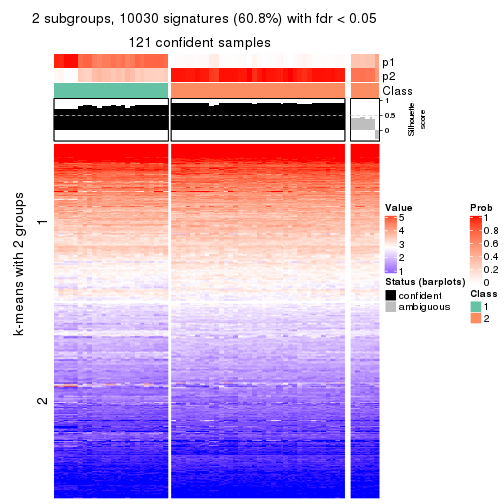 2 subgroups, 10030 signatures (60.8%) with fdr < 0.05
121 confident samples
p1
p2
Class
1
0.5
0
Silhouette
score
k-means with 2 groups
1
2
Value
5
4
3
2
1
Prob
1
0.8
0.6
0.4
0.2
0
Status (barplots)
confident
ambiguous
Class
1
2